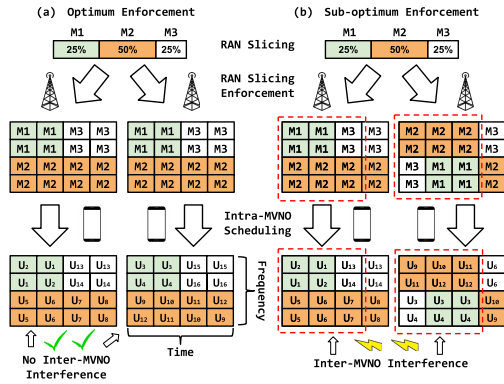 (a) Optimum Enforcement
(b) Sub-optimum Enforcement
M1 M2 M3
25% 50% 25%
RAN Slicing
M1 M2 M3
25% 50% 25%
RAN Slicing
Enforcement
M1 M1 M3 M3
M1 M1 M3 M3
M2 M2 M2 M2
M2 M2 M2 M2
M1 M1 M3 M3
M1 M1 M3 M3
M2 M2 M2 M2
M2 M2 M2 M2
M1 M1 M3 M3
M1 M1 M3 M3
M2 M2 M2 M2
M2 M2 M2 M2
M2 M2 M2 M3
M2 M2 M2 M3
M3 M1 M1 M2
M3 M1 M1 M2
Intra-MVNO
Scheduling
U2 U1 U13 U13
U1 U2 U14 U14
U5 U6 U7 U8
U5 U6 U7 U8
U3 U3 U15 U15
U4 U4 U16 U16
U9 U10 U11 U12
U12 U11 U10 U9
Frequency
Time
U2 U1 U13 U13
U1 U2 U14 U14
U5 U6 U7 U8
U5 U6 U7 U8
U9 U10 U11 U6
U11 U12 U12 U6
U3 U3 U3 U10
U4 U4 U4 U9
No Inter-MVNO
Interference
Inter-MVNO Interference